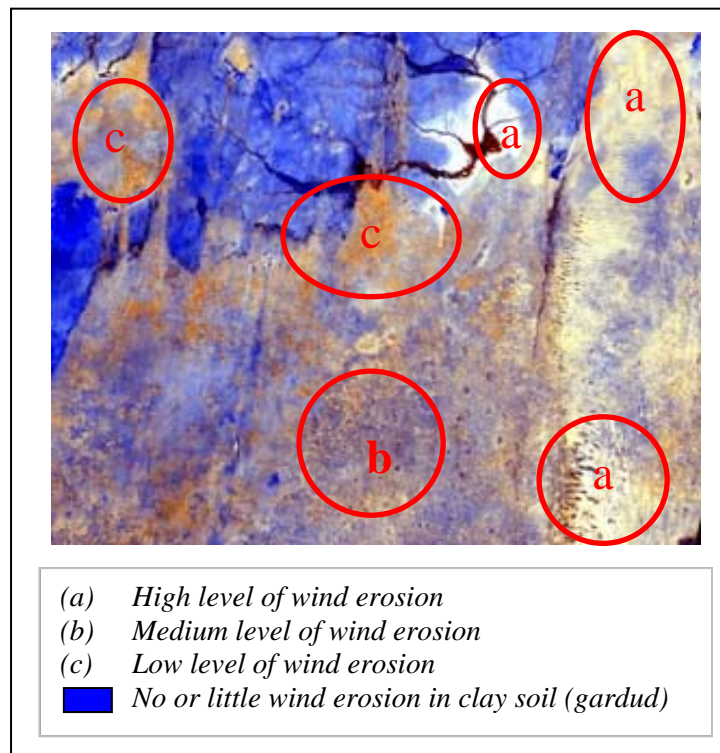 a
a
c
c
b
a
(a) High level of wind erosion
(b) Medium level of wind erosion
(c) Low level of wind erosion
No or little wind erosion in clay soil (gardud)